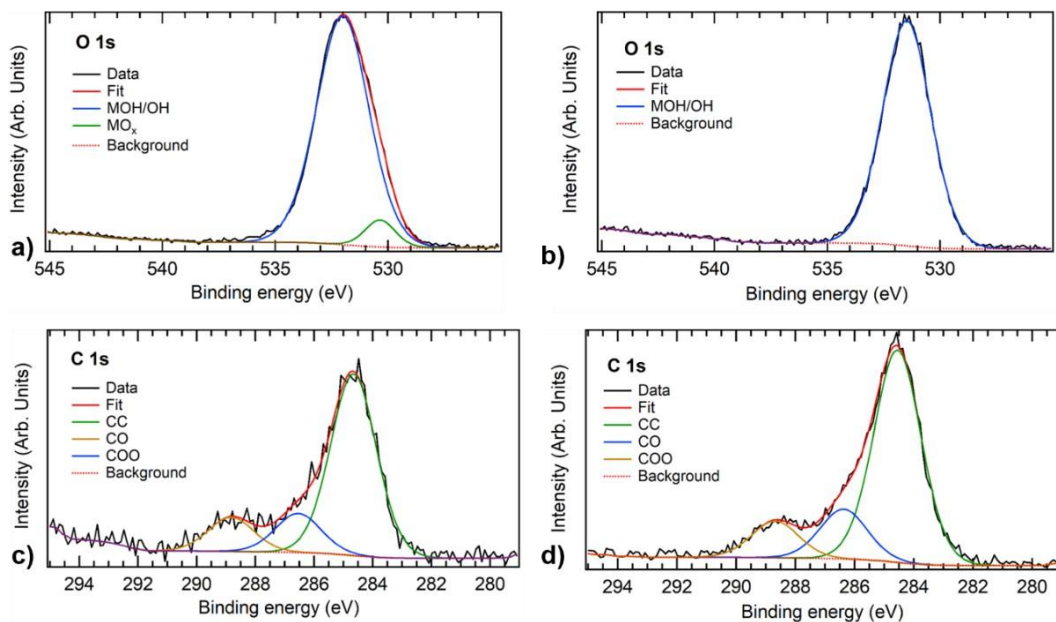 O 1s
Data
Fit
MOH/OH
MOₓ
Background
Intensity (Arb. Units)
a)
545 540 535 530
Binding energy (eV)
O 1s
Data
Fit
MOH/OH
Background
Intensity (Arb. Units)
b)
545 540 535 530
Binding energy (eV)
C 1s
Data
Fit
CC
CO
COO
Background
Intensity (Arb. Units)
c)
294 292 290 288 286 284 282 280
Binding energy (eV)
C 1s
Data
Fit
CC
CO
COO
Background
Intensity (Arb. Units)
d)
294 292 290 288 286 284 282 280
Binding energy (eV)